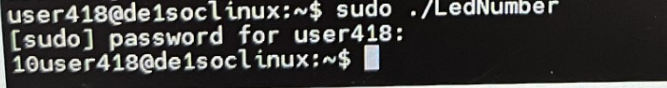 user418@de1soclinux:~$ sudo ./LedNumber
[sudo] password for user418:
10user418@de1soclinux:~$